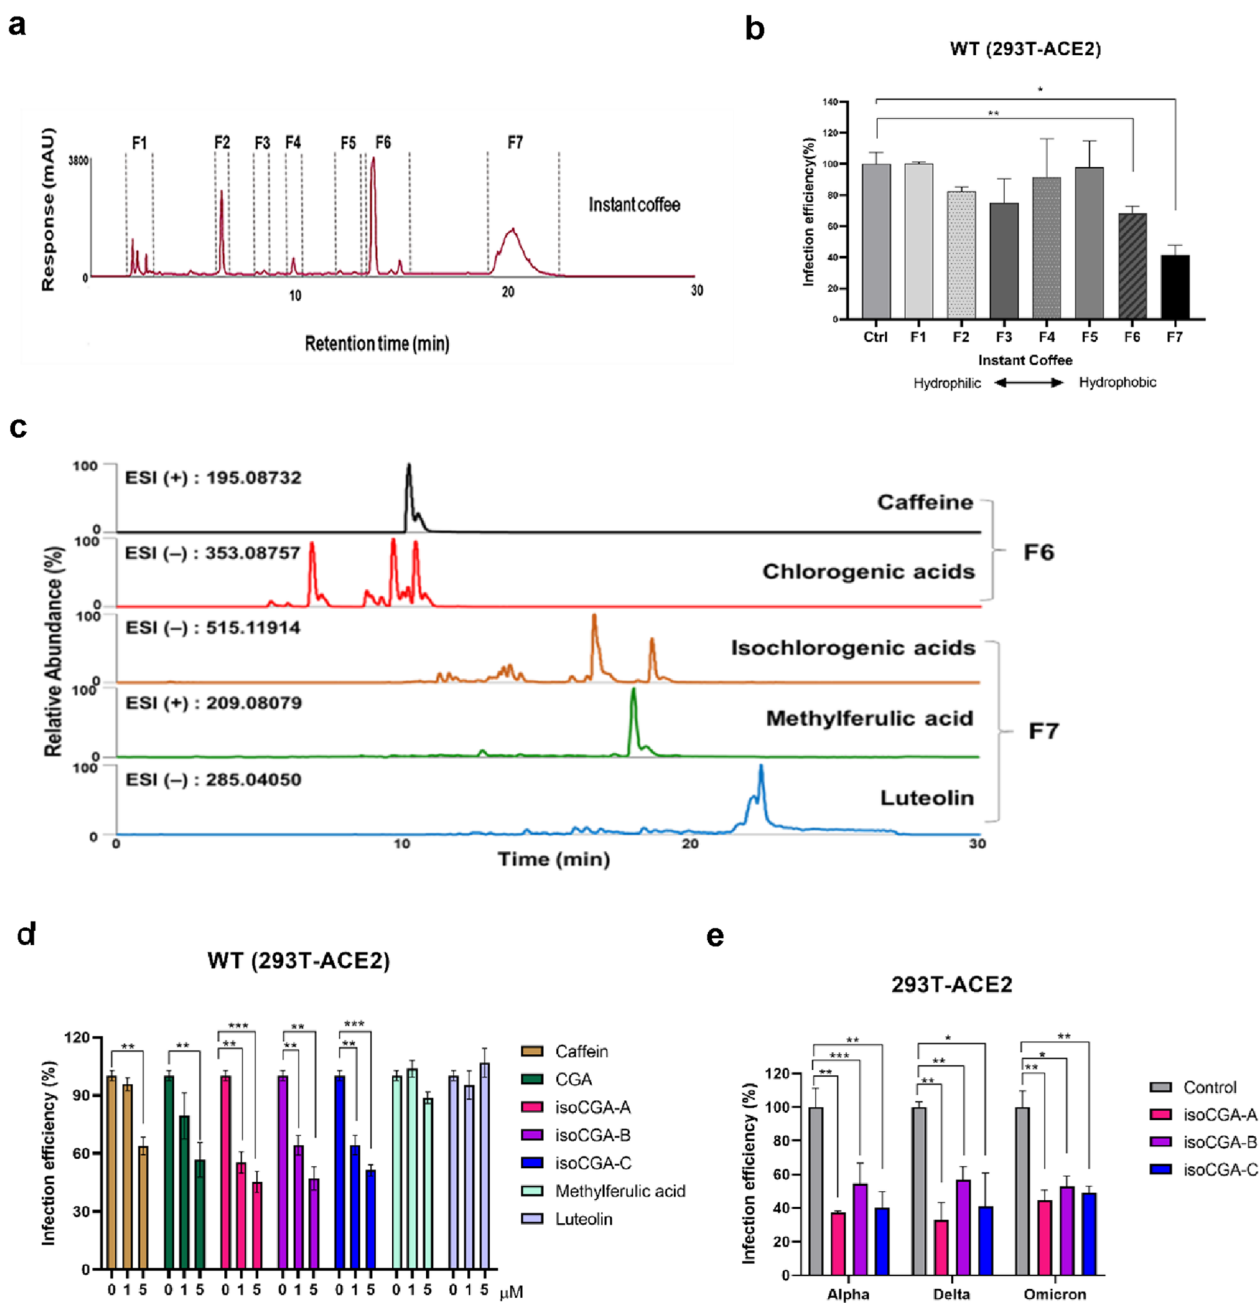 a
F1 F2 F3 F4 F5 F6 F7
3800
Response (mAU)
Instant coffee
0
10 20 30
Retention time (min)
b
WT (293T-ACE2)
*
**
Infection efficiency(%)
140
120
100
80
60
40
20
0
Ctrl F1 F2 F3 F4 F5 F6 F7
Instant Coffee
Hydrophilic Hydrophobic
c
Relative Abundance (%)
100
ESI (+) : 195.08732
Caffeine
0
100
ESI (–) : 353.08757
Chlorogenic acids
0
F6
100
ESI (–) : 515.11914
Isochlorogenic acids
0
100
ESI (+) : 209.08079
Methylferulic acid
0
F7
100
ESI (–) : 285.04050
Luteolin
0
0 10 20 30
Time (min)
d
WT (293T-ACE2)
Infection efficiency (%)
120
90
60
30
0
** ** *** ** ** ** *** **
0 1 5 0 1 5 0 1 5 0 1 5 0 1 5 0 1 5 0 1 5 μM
Caffein
CGA
isoCGA-A
isoCGA-B
isoCGA-C
Methylferulic acid
Luteolin
e
293T-ACE2
Infection efficiency (%)
120
100
80
60
40
20
0
** *** ** * ** ** ** * **
Alpha Delta Omicron
Control
isoCGA-A
isoCGA-B
isoCGA-C